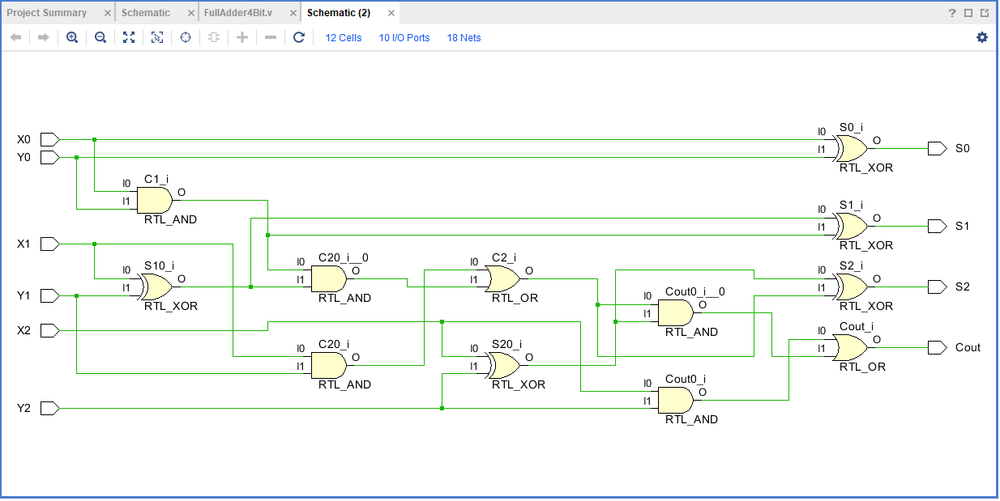 Project Summary × Schematic × FullAdder4Bit.v × Schematic (2) × ?
12 Cells 10 I/O Ports 18 Nets
X0
Y0
I0 S0_i O
I1
RTL_XOR
S0
I0 C1_i O
I1
RTL_AND
I0 S1_i O
I1
RTL_XOR
S1
X1
I0 S10_i O
I1
RTL_XOR
Y1
I0 C20_i__0 O
I1
RTL_AND
I0 C2_i O
I1
RTL_OR
I0 S2_i O
I1
RTL_XOR
S2
I0 Cout0_i__0 O
I1
RTL_AND
X2
I0 C20_i O
I1
RTL_AND
I0 S20_i O
I1
RTL_XOR
I0 Cout_i O
I1
RTL_OR
Cout
I0 Cout0_i O
I1
RTL_AND
Y2